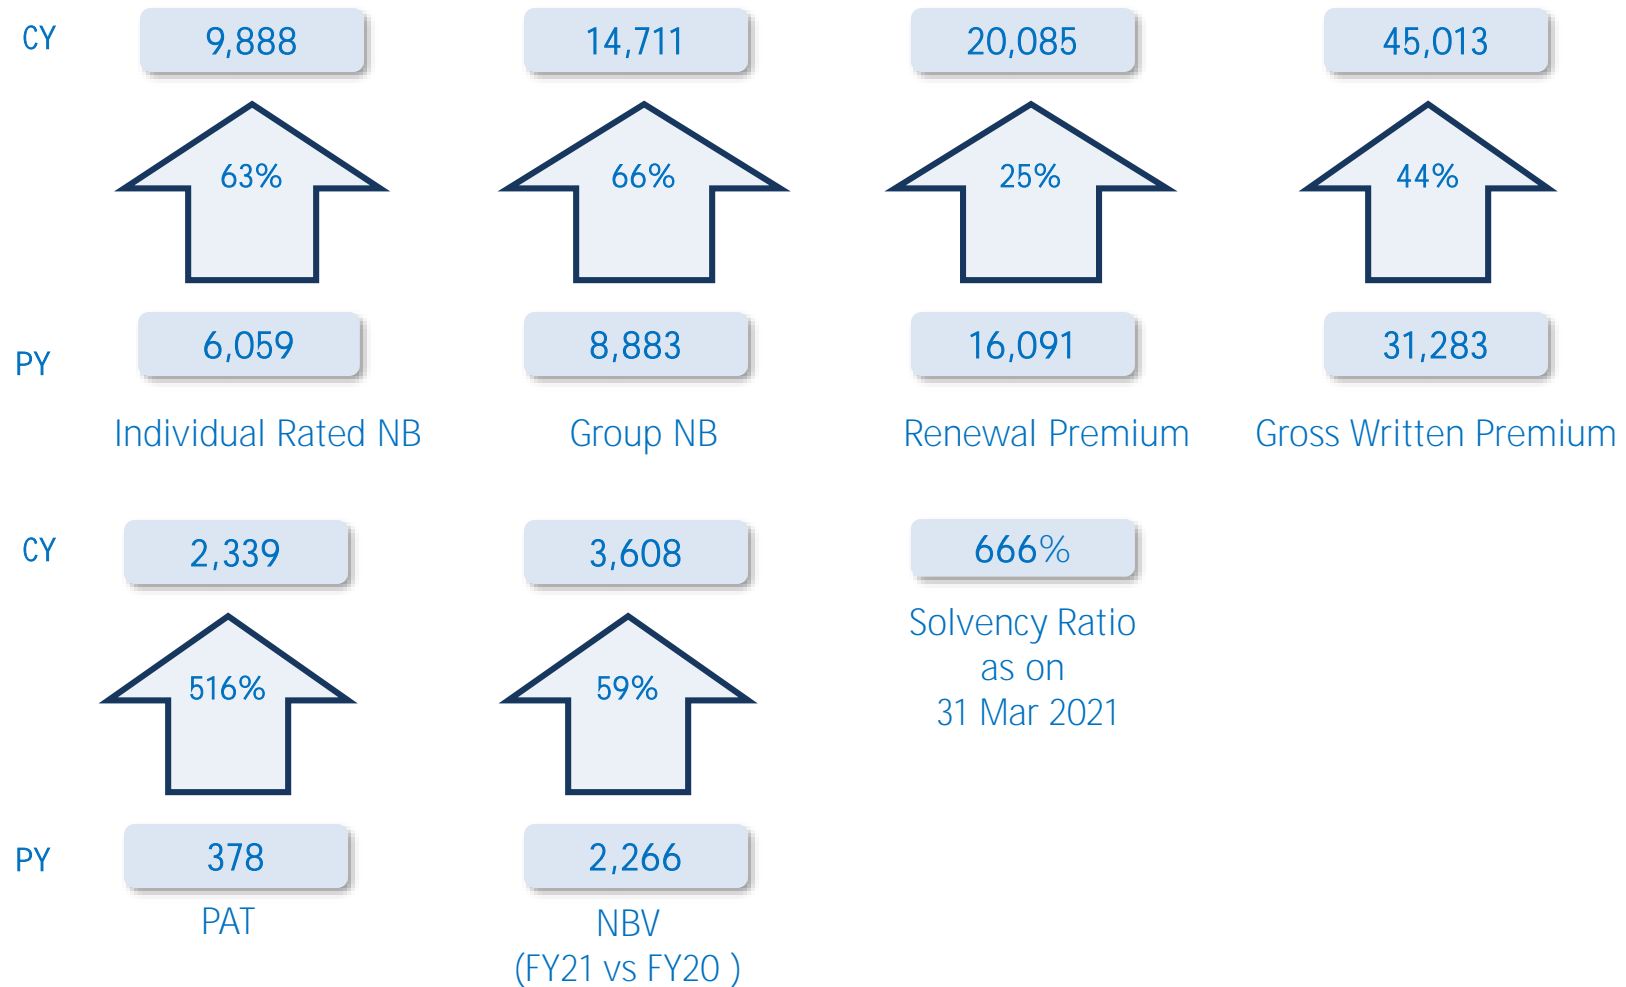 CY 9,888 14,711 20,085 45,013
63% 66% 25% 44%
PY 6,059 8,883 16,091 31,283
Individual Rated NB Group NB Renewal Premium Gross Written Premium
CY 2,339 3,608 666%
Solvency Ratio
as on
31 Mar 2021
516% 59%
PY 378 2,266
PAT NBV
(FY21 vs FY20 )